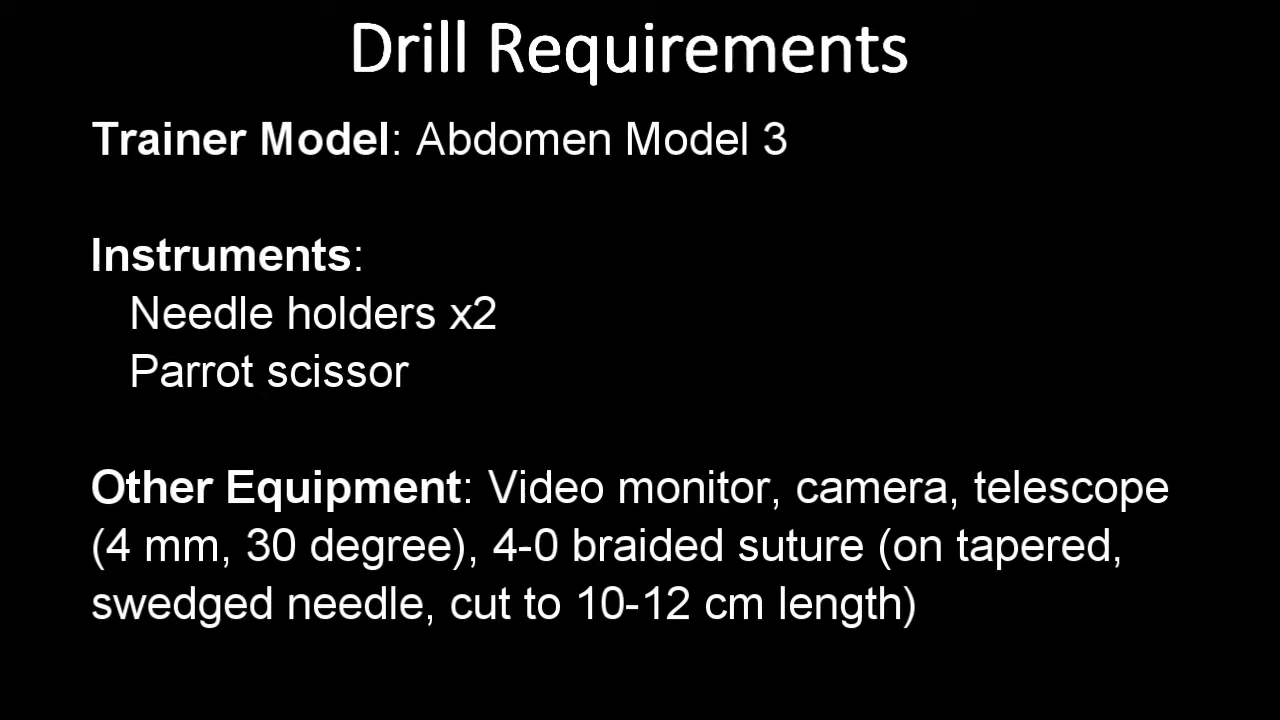 Drill Requirements
Trainer Model: Abdomen Model 3
Instruments:
Needle holders x2
Parrot scissor
Other Equipment: Video monitor, camera, telescope
(4 mm, 30 degree), 4-0 braided suture (on tapered,
swedged needle, cut to 10-12 cm length)